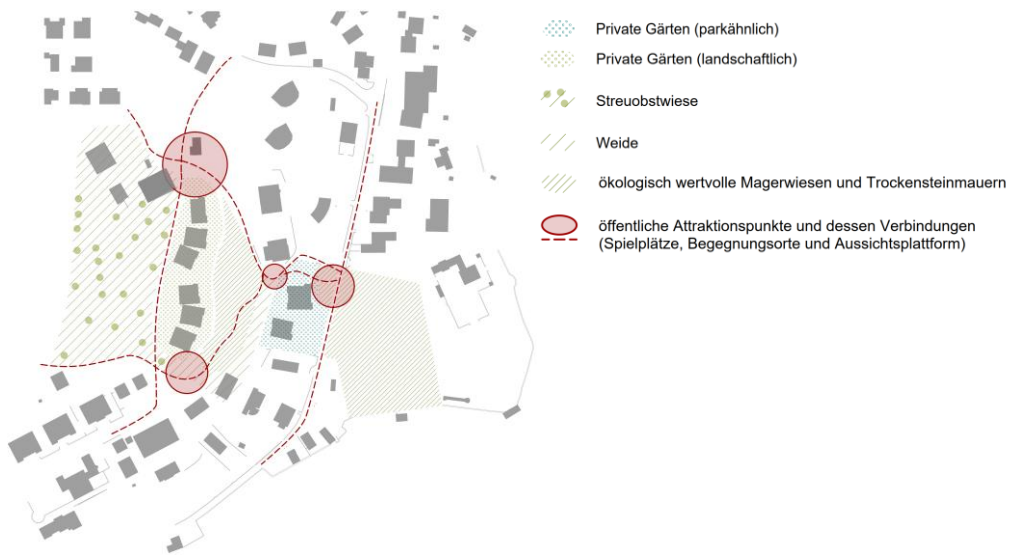 Private Gärten (parkähnlich)
Private Gärten (landschaftlich)
Streuobstwiese
Weide
ökologisch wertvolle Magerwiesen und Trockensteinmauern
öffentliche Attraktionspunkte und dessen Verbindungen
(Spielplätze, Begegnungsorte und Aussichtsplattform)